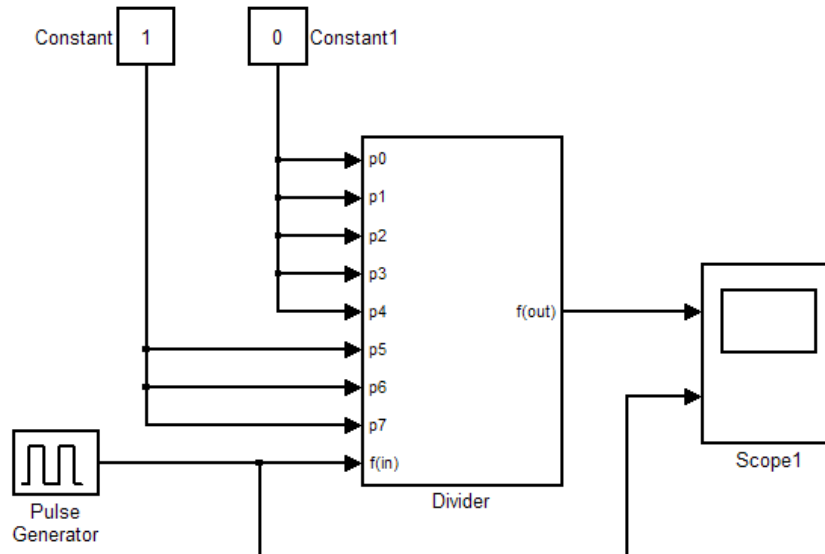 Constant 1 0 Constant1
p0
p1
p2
p3
p4 f(out)
p5
p6
p7
f(in)
Scope1
Divider
Pulse
Generator